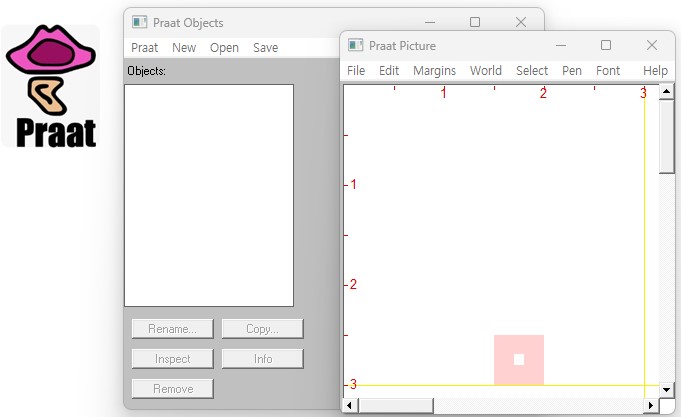 Praat
Praat Objects
Praat New Open Save
Objects:
Rename... Copy...
Inspect Info
Remove
Praat Picture
File Edit Margins World Select Pen Font Help
1 2 3
1
2
3